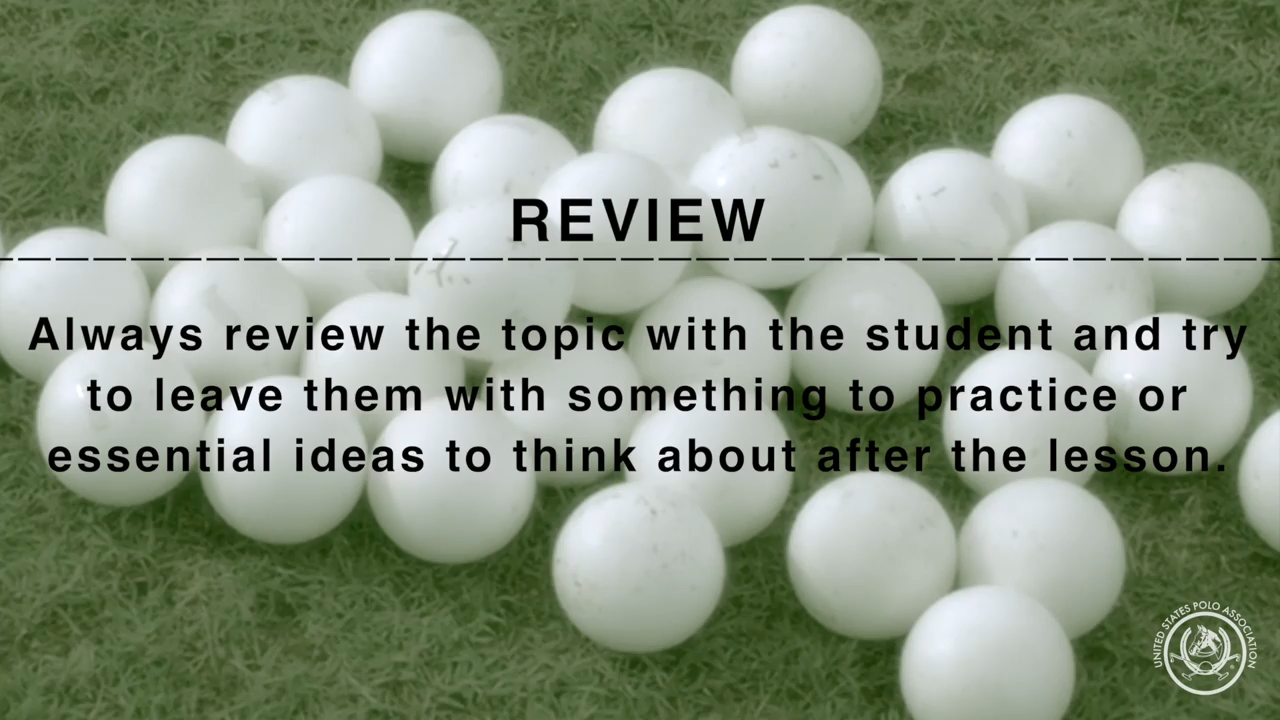 REVIEW
Always review the topic with the student and try
to leave them with something to practice or
essential ideas to think about after the lesson.
UNITED STATES POLO ASSOCIATION